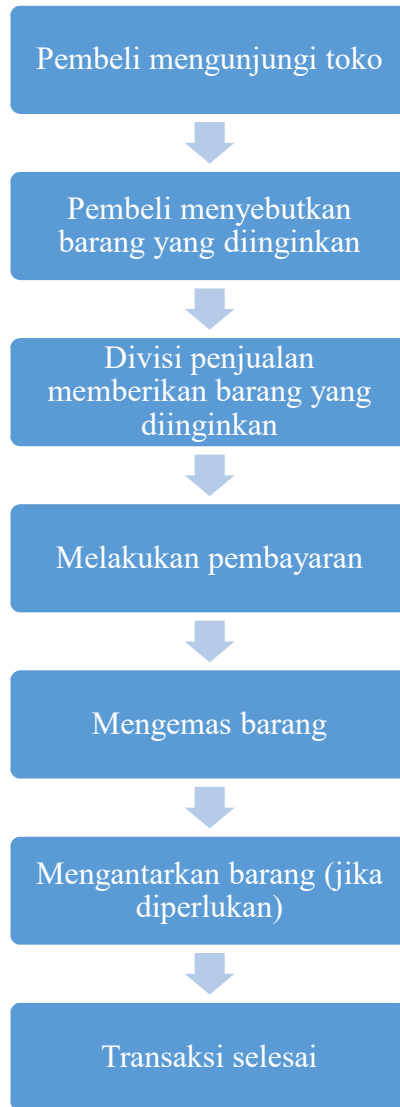 Pembeli mengunjungi toko
Pembeli menyebutkan
barang yang diinginkan
Divisi penjualan
memberikan barang yang
diinginkan
Melakukan pembayaran
Mengemas barang
Mengantarkan barang (jika
diperlukan)
Transaksi selesai